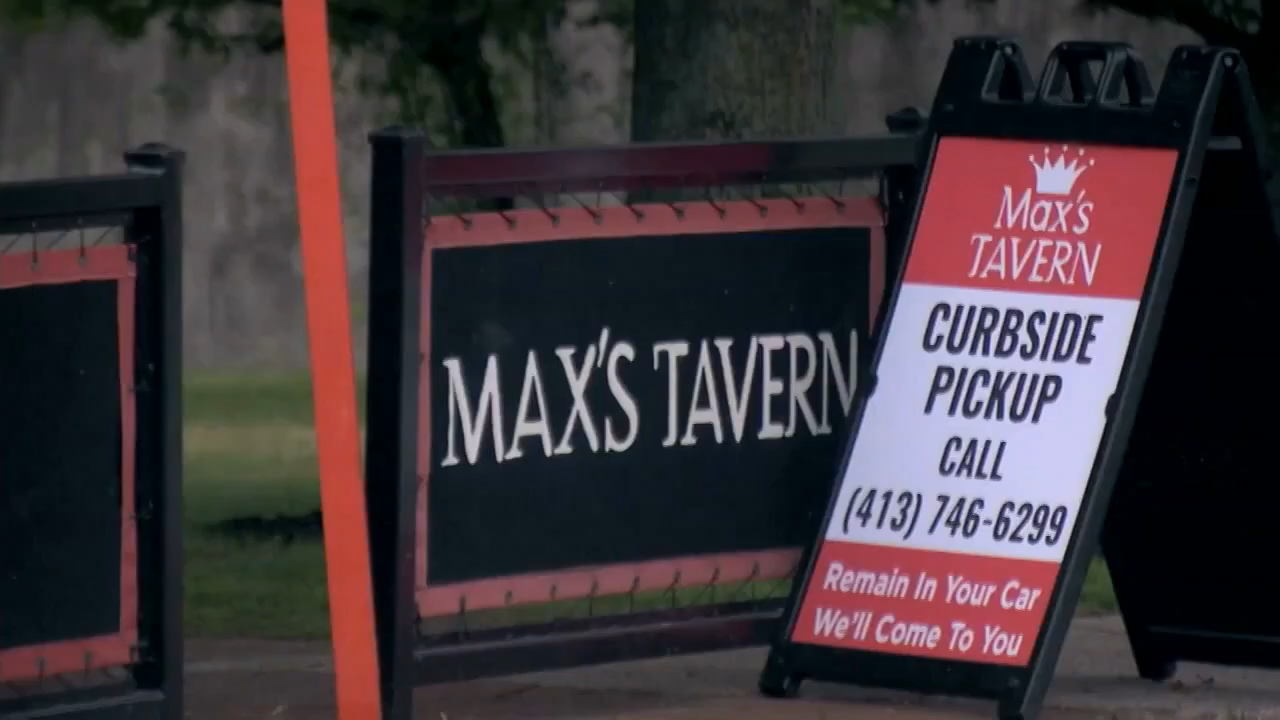 MAX'S TAVERN
Max's
TAVERN
CURBSIDE
PICKUP
CALL
(413) 746-6299
Remain In Your Car
We'll Come To You